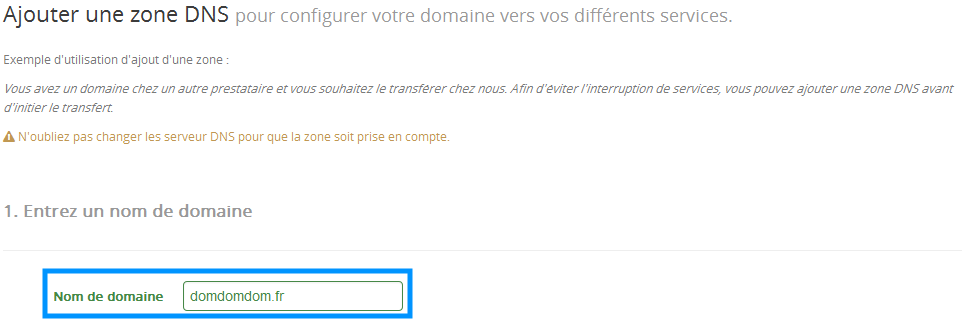 Ajouter une zone DNS pour configurer votre domaine vers vos différents services.
Exemple d'utilisation d'ajout d'une zone :
Vous avez un domaine chez un autre prestataire et vous souhaitez le transférer chez nous. Afin d'éviter l'interruption de services, vous pouvez ajouter une zone DNS avant
d'initier le transfert.
N'oubliez pas changer les serveur DNS pour que la zone soit prise en compte.
1. Entrez un nom de domaine
Nom de domaine domdomdom.fr